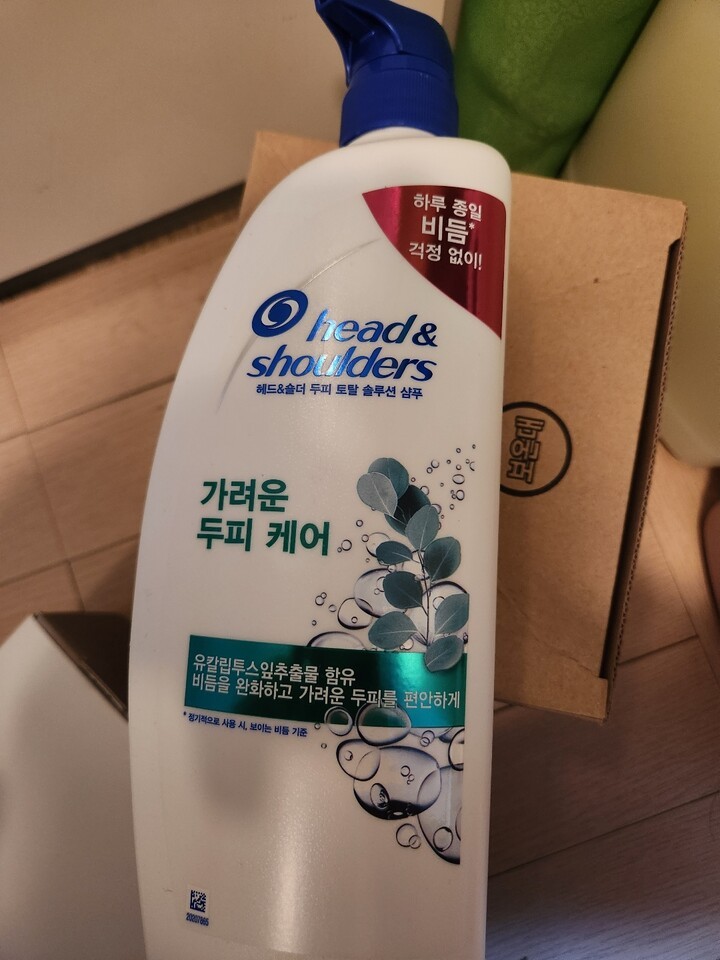 하루 종일
비듬*
걱정 없이!
head &
shoulders
헤드&숄더 두피 토탈 솔루션 샴푸
가려운
두피 케어
유칼립투스잎추출물 함유
비듬을 완화하고 가려운 두피를 편안하게
* 정기적으로 사용 시, 보이는 비듬 기준